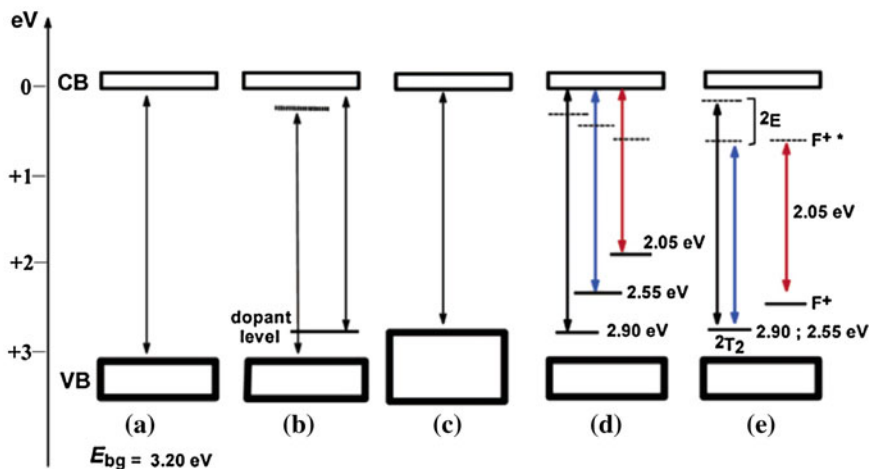 eV
CB
0
+1
+2
+3
VB
dopant
level
2.05 eV
2.55 eV
2.90 eV
²E
F⁺ *
2.05 eV
F⁺
²T₂
2.90 ; 2.55 eV
(a)
(b)
(c)
(d)
(e)
E_bg = 3.20 eV